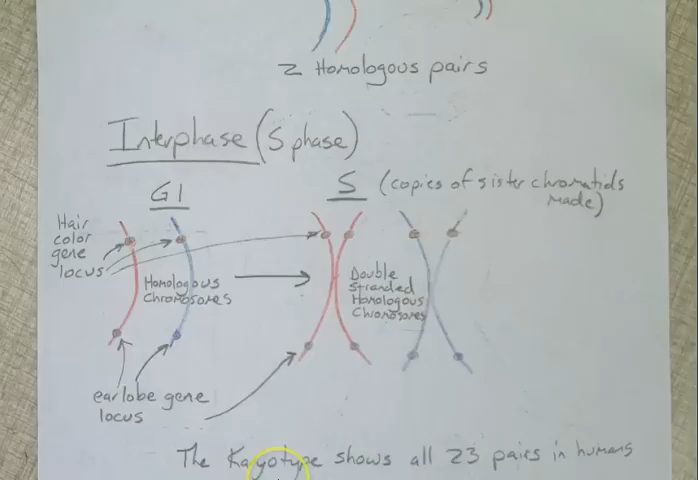 2 Homologous pairs
Interphase (S phase)
G1
S (copies of sister chromatids
made)
Hair
color
gene
locus
Homologous
Chromosomes
Double
Stranded
Homologous
Chromosomes
earlobe gene
locus
The Karyotype shows all 23 pairs in humans